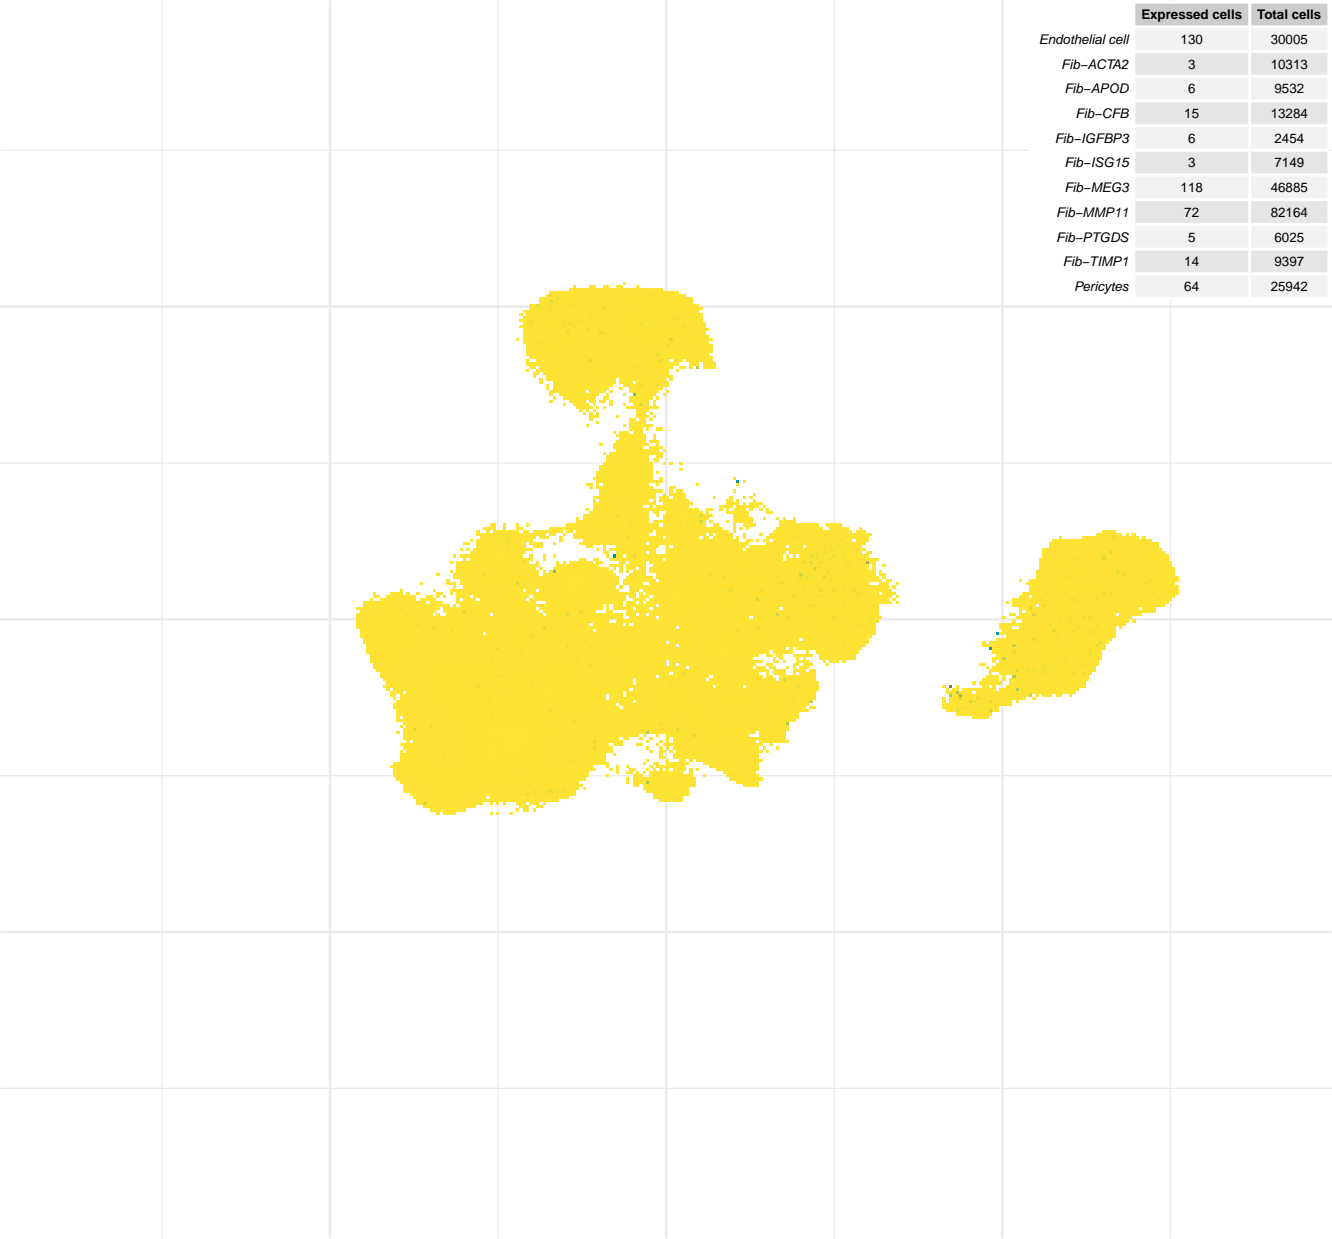 Expressed cells Total cells
Endothelial cell 130 30005
Fib−ACTA2 3 10313
Fib−APOD 6 9532
Fib−CFB 15 13284
Fib−IGFBP3 6 2454
Fib−ISG15 3 7149
Fib−MEG3 118 46885
Fib−MMP11 72 82164
Fib−PTGDS 5 6025
Fib−TIMP1 14 9397
Pericytes 64 25942